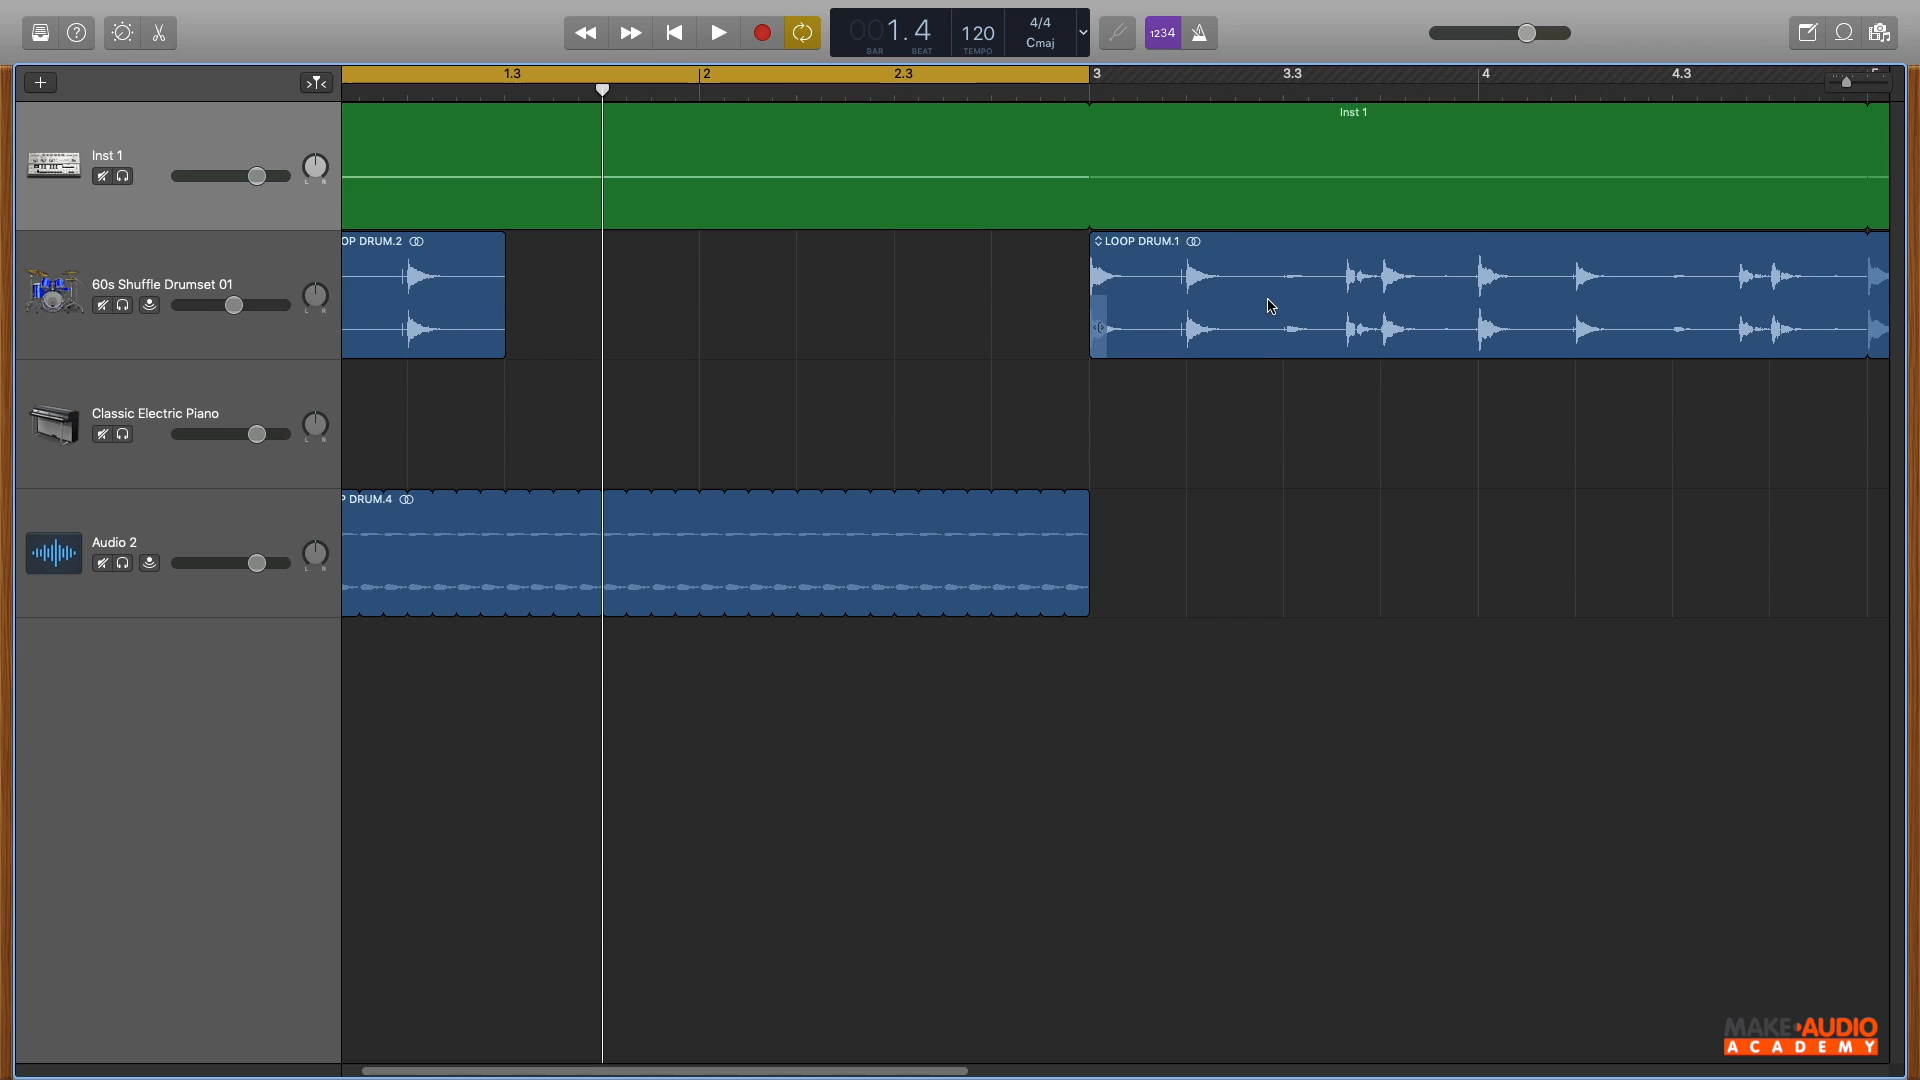 001.4
BAR BEAT
120
TEMPO
4/4
Cmaj
1234
1.3 2 2.3 3 3.3 4 4.3
Inst 1
Inst 1
L R
OP DRUM.2
LOOP DRUM.1
60s Shuffle Drumset 01
L R
Classic Electric Piano
L R
P DRUM.4
Audio 2
L R
MAKE AUDIO
ACADEMY